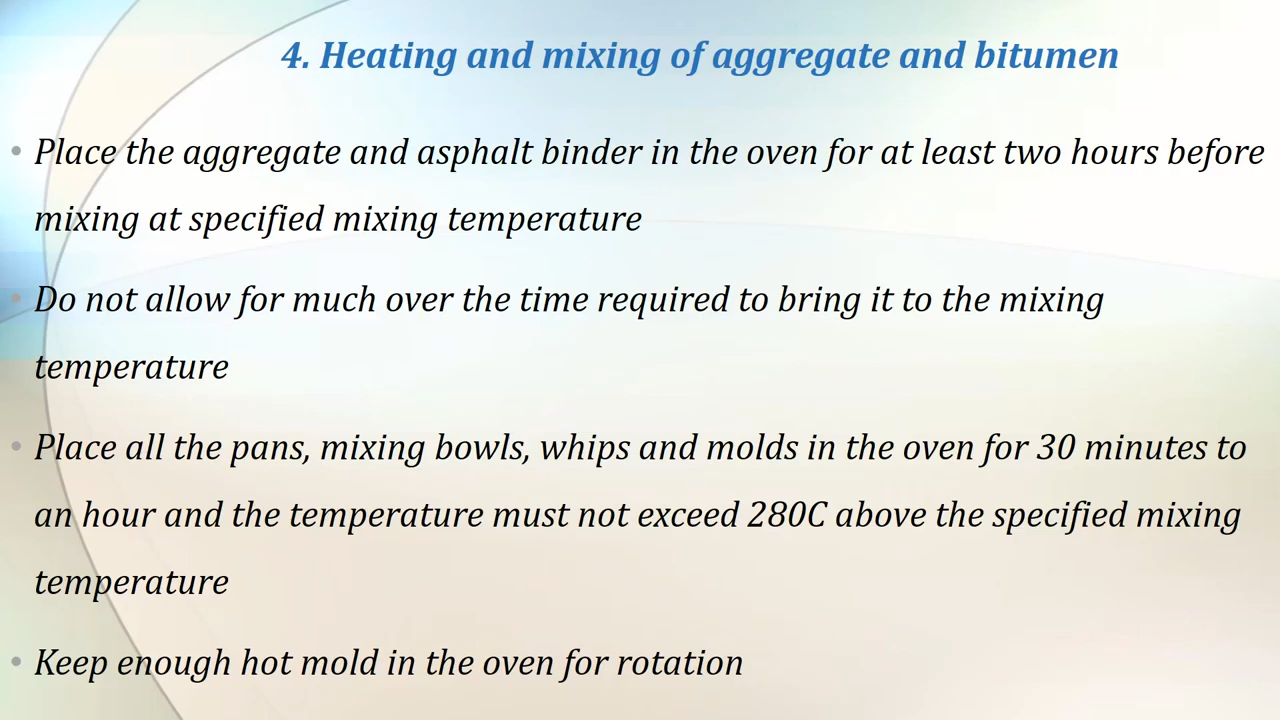 4. Heating and mixing of aggregate and bitumen
• Place the aggregate and asphalt binder in the oven for at least two hours before
mixing at specified mixing temperature
• Do not allow for much over the time required to bring it to the mixing
temperature
• Place all the pans, mixing bowls, whips and molds in the oven for 30 minutes to
an hour and the temperature must not exceed 280C above the specified mixing
temperature
• Keep enough hot mold in the oven for rotation